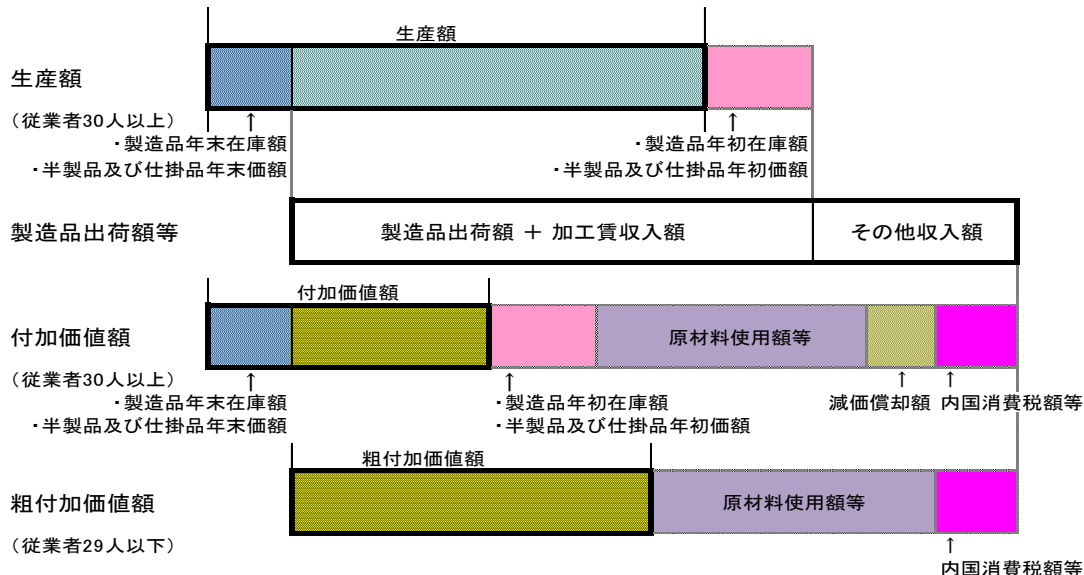 生産額
生産額
（従業者30人以上）
↑
・製造品年末在庫額
・半製品及び仕掛品年末価額
↑
・製造品年初在庫額
・半製品及び仕掛品年初価額
製造品出荷額等
製造品出荷額 ＋ 加工賃収入額
その他収入額
付加価値額
付加価値額
原材料使用額等
（従業者30人以上）
↑
・製造品年末在庫額
・半製品及び仕掛品年末価額
↑
・製造品年初在庫額
・半製品及び仕掛品年初価額
↑
減価償却額
↑
内国消費税額等
粗付加価値額
粗付加価値額
原材料使用額等
（従業者29人以下）
↑
内国消費税額等